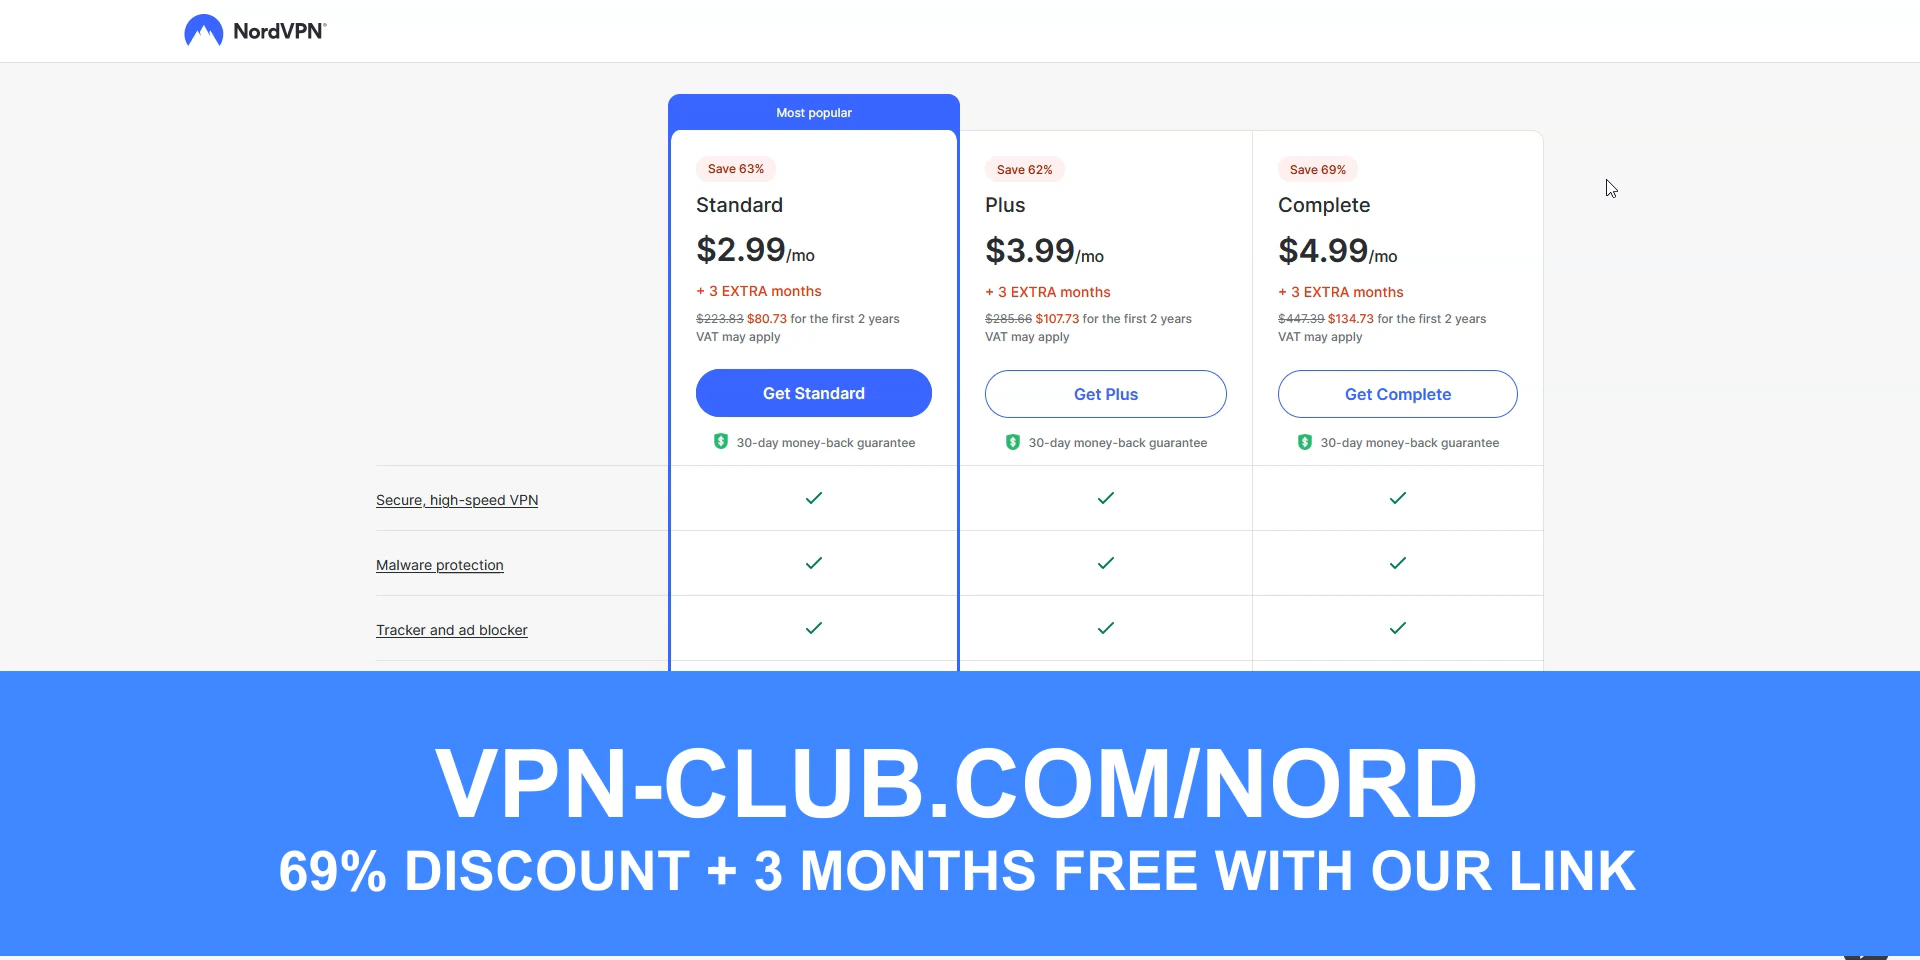 NordVPN®
Most popular
Save 63%
Standard
$2.99/mo
+ 3 EXTRA months
$223.83 $80.73 for the first 2 years
VAT may apply
Get Standard
30-day money-back guarantee
Save 62%
Plus
$3.99/mo
+ 3 EXTRA months
$285.66 $107.73 for the first 2 years
VAT may apply
Get Plus
30-day money-back guarantee
Save 69%
Complete
$4.99/mo
+ 3 EXTRA months
$447.39 $134.73 for the first 2 years
VAT may apply
Get Complete
30-day money-back guarantee
Secure, high-speed VPN
Malware protection
Tracker and ad blocker
VPN-CLUB.COM/NORD
69% DISCOUNT + 3 MONTHS FREE WITH OUR LINK